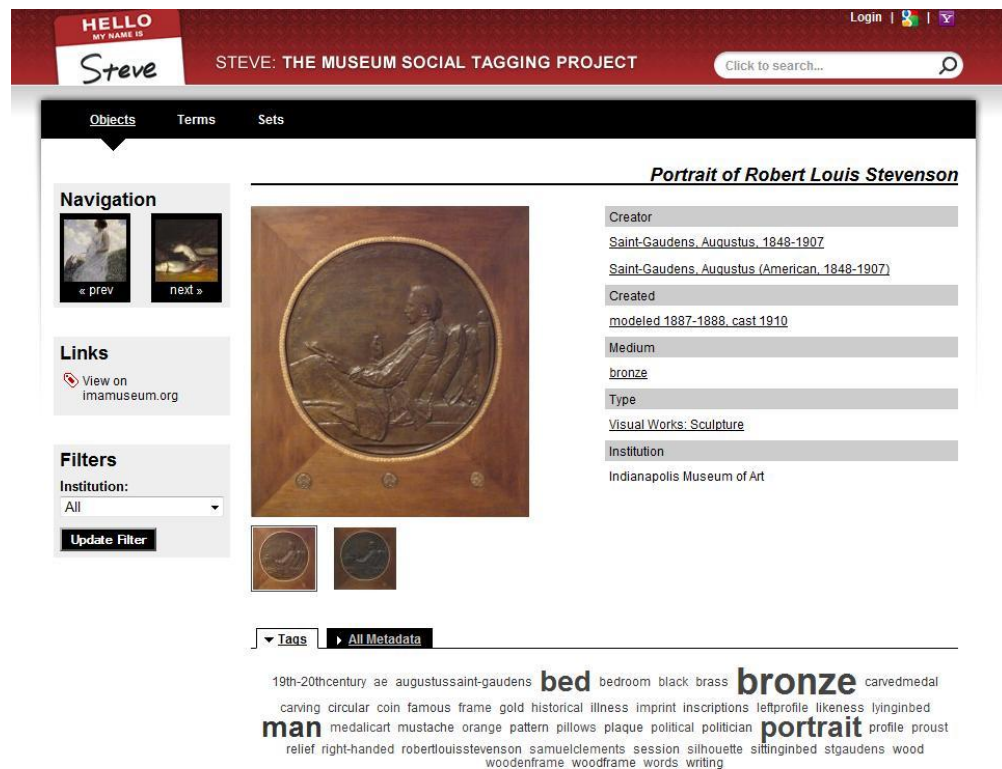 HELLO
MY NAME IS
Steve
STEVE: THE MUSEUM SOCIAL TAGGING PROJECT
Login | |
Click to search...
Objects Terms Sets
Portrait of Robert Louis Stevenson
Navigation
« prev next »
Links
View on
imamuseum.org
Filters
Institution:
All
Update Filter
Creator
Saint-Gaudens, Augustus, 1848-1907
Saint-Gaudens, Augustus (American, 1848-1907)
Created
modeled 1887-1888, cast 1910
Medium
bronze
Type
Visual Works: Sculpture
Institution
Indianapolis Museum of Art
Tags All Metadata
19th-20thcentury ae augustussaint-gaudens bed bedroom black brass bronze carvedmedal
carving circular coin famous frame gold historical illness imprint inscriptions leftprofile likeness lyinginbed
man medalicart mustache orange pattern pillows plaque political politician portrait profile proust
relief right-handed robertlouisstevenson samuelclements session silhouette sittinginbed stgaudens wood
woodenframe woodframe words writing